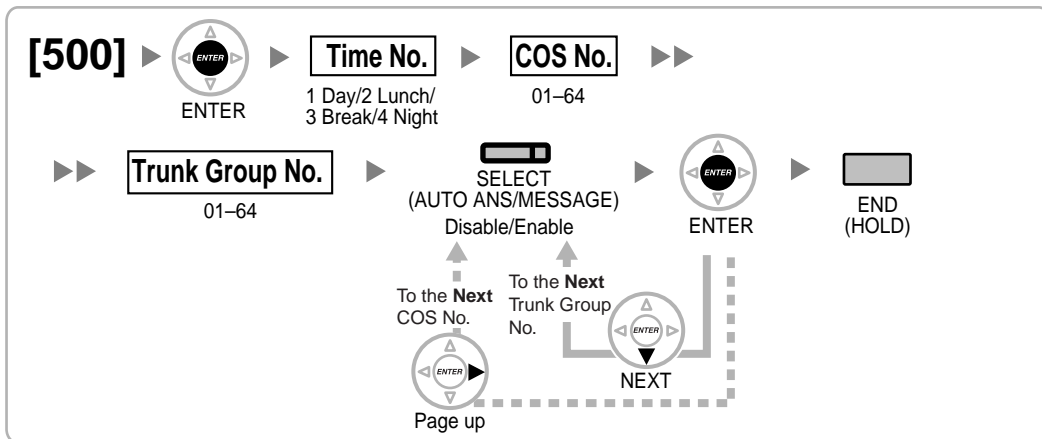 [500]
ENTER
ENTER
Time No.
1 Day/2 Lunch/
3 Break/4 Night
COS No.
01–64
Trunk Group No.
01–64
SELECT
(AUTO ANS/MESSAGE)
Disable/Enable
ENTER
ENTER
END
(HOLD)
To the Next
COS No.
ENTER
Page up
To the Next
Trunk Group
No.
ENTER
NEXT